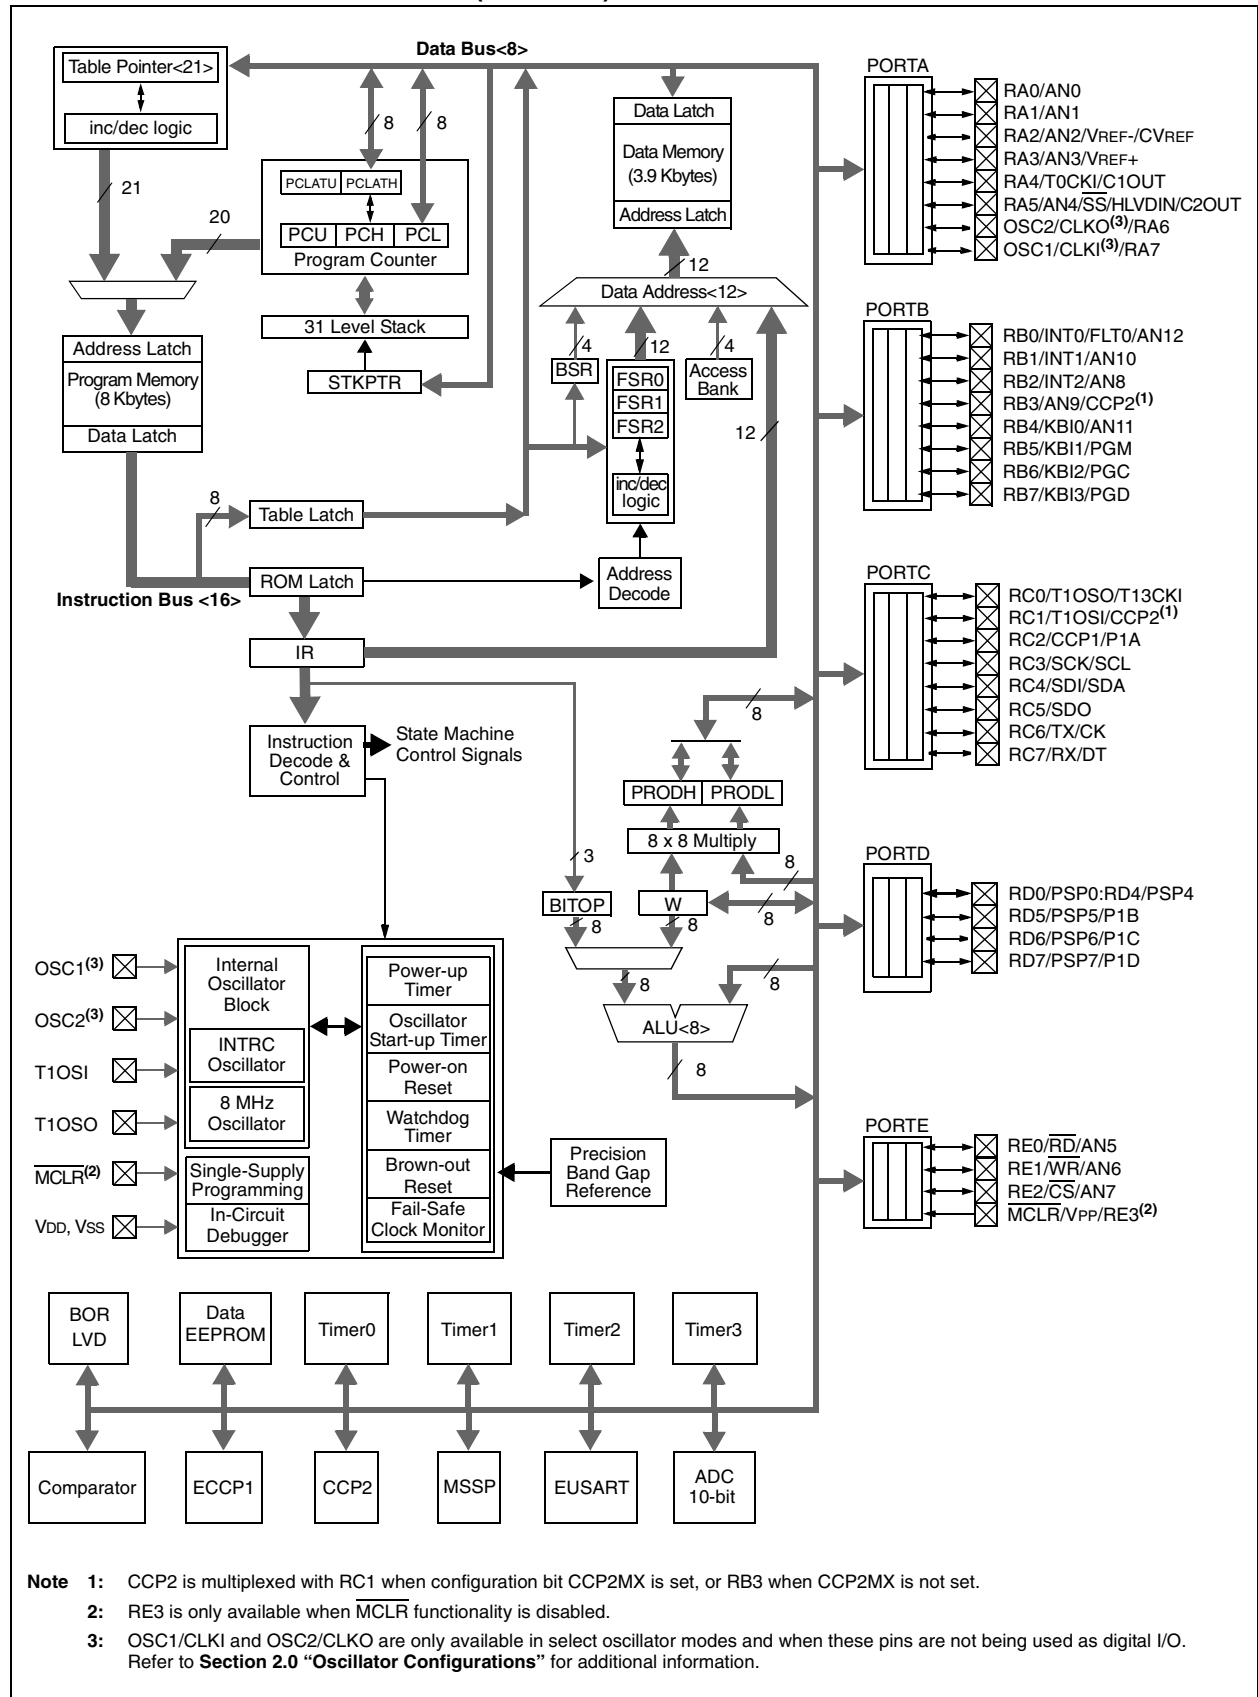 Data Bus<8>
Table Pointer<21>
inc/dec logic
21
20
8
8
PCLATU PCLATH
PCU PCH PCL
Program Counter
31 Level Stack
STKPTR
Address Latch
Program Memory
(8 Kbytes)
Data Latch
8
Table Latch
ROM Latch
Instruction Bus <16>
IR
Data Latch
Data Memory
(3.9 Kbytes)
Address Latch
12
Data Address<12>
4
12
4
BSR
FSR0
FSR1
FSR2
inc/dec
logic
Access
Bank
12
Address
Decode
Instruction
Decode &
Control
State Machine
Control Signals
8
PRODH PRODL
8 x 8 Multiply
3
8
BITOP
W
8
8
8
8
8
ALU<8>
8
OSC1(3)
OSC2(3)
T1OSI
T1OSO
MCLR(2)
VDD, VSS
Internal
Oscillator
Block
INTRC
Oscillator
8 MHz
Oscillator
Single-Supply
Programming
In-Circuit
Debugger
Power-up
Timer
Oscillator
Start-up Timer
Power-on
Reset
Watchdog
Timer
Brown-out
Reset
Fail-Safe
Clock Monitor
Precision
Band Gap
Reference
PORTA
RA0/AN0
RA1/AN1
RA2/AN2/VREF-/CVREF
RA3/AN3/VREF+
RA4/T0CKI/C1OUT
RA5/AN4/SS/HLVDIN/C2OUT
OSC2/CLKO(3)/RA6
OSC1/CLKI(3)/RA7
PORTB
RB0/INT0/FLT0/AN12
RB1/INT1/AN10
RB2/INT2/AN8
RB3/AN9/CCP2(1)
RB4/KBI0/AN11
RB5/KBI1/PGM
RB6/KBI2/PGC
RB7/KBI3/PGD
PORTC
RC0/T1OSO/T13CKI
RC1/T1OSI/CCP2(1)
RC2/CCP1/P1A
RC3/SCK/SCL
RC4/SDI/SDA
RC5/SDO
RC6/TX/CK
RC7/RX/DT
PORTD
RD0/PSP0:RD4/PSP4
RD5/PSP5/P1B
RD6/PSP6/P1C
RD7/PSP7/P1D
PORTE
RE0/RD/AN5
RE1/WR/AN6
RE2/CS/AN7
MCLR/VPP/RE3(2)
BOR
LVD
Data
EEPROM
Timer0
Timer1
Timer2
Timer3
Comparator
ECCP1
CCP2
MSSP
EUSART
ADC
10-bit
Note 1: CCP2 is multiplexed with RC1 when configuration bit CCP2MX is set, or RB3 when CCP2MX is not set.
2: RE3 is only available when MCLR functionality is disabled.
3: OSC1/CLKI and OSC2/CLKO are only available in select oscillator modes and when these pins are not being used as digital I/O.
Refer to Section 2.0 “Oscillator Configurations” for additional information.